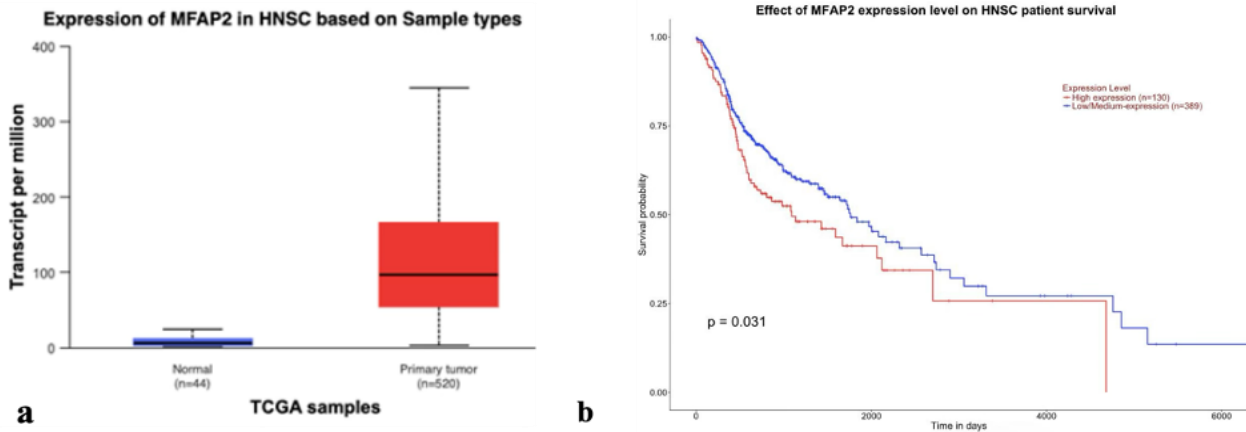 Expression of MFAP2 in HNSC based on Sample types
400
300
200
100
0
Transcript per million
Normal
(n=44)
Primary tumor
(n=520)
TCGA samples
a
Effect of MFAP2 expression level on HNSC patient survival
1.00
0.75
0.50
0.25
0.00
Survival probability
Expression Level
High expression (n=130)
Low/Medium-expression (n=389)
p = 0.031
0
2000
4000
6000
Time in days
b